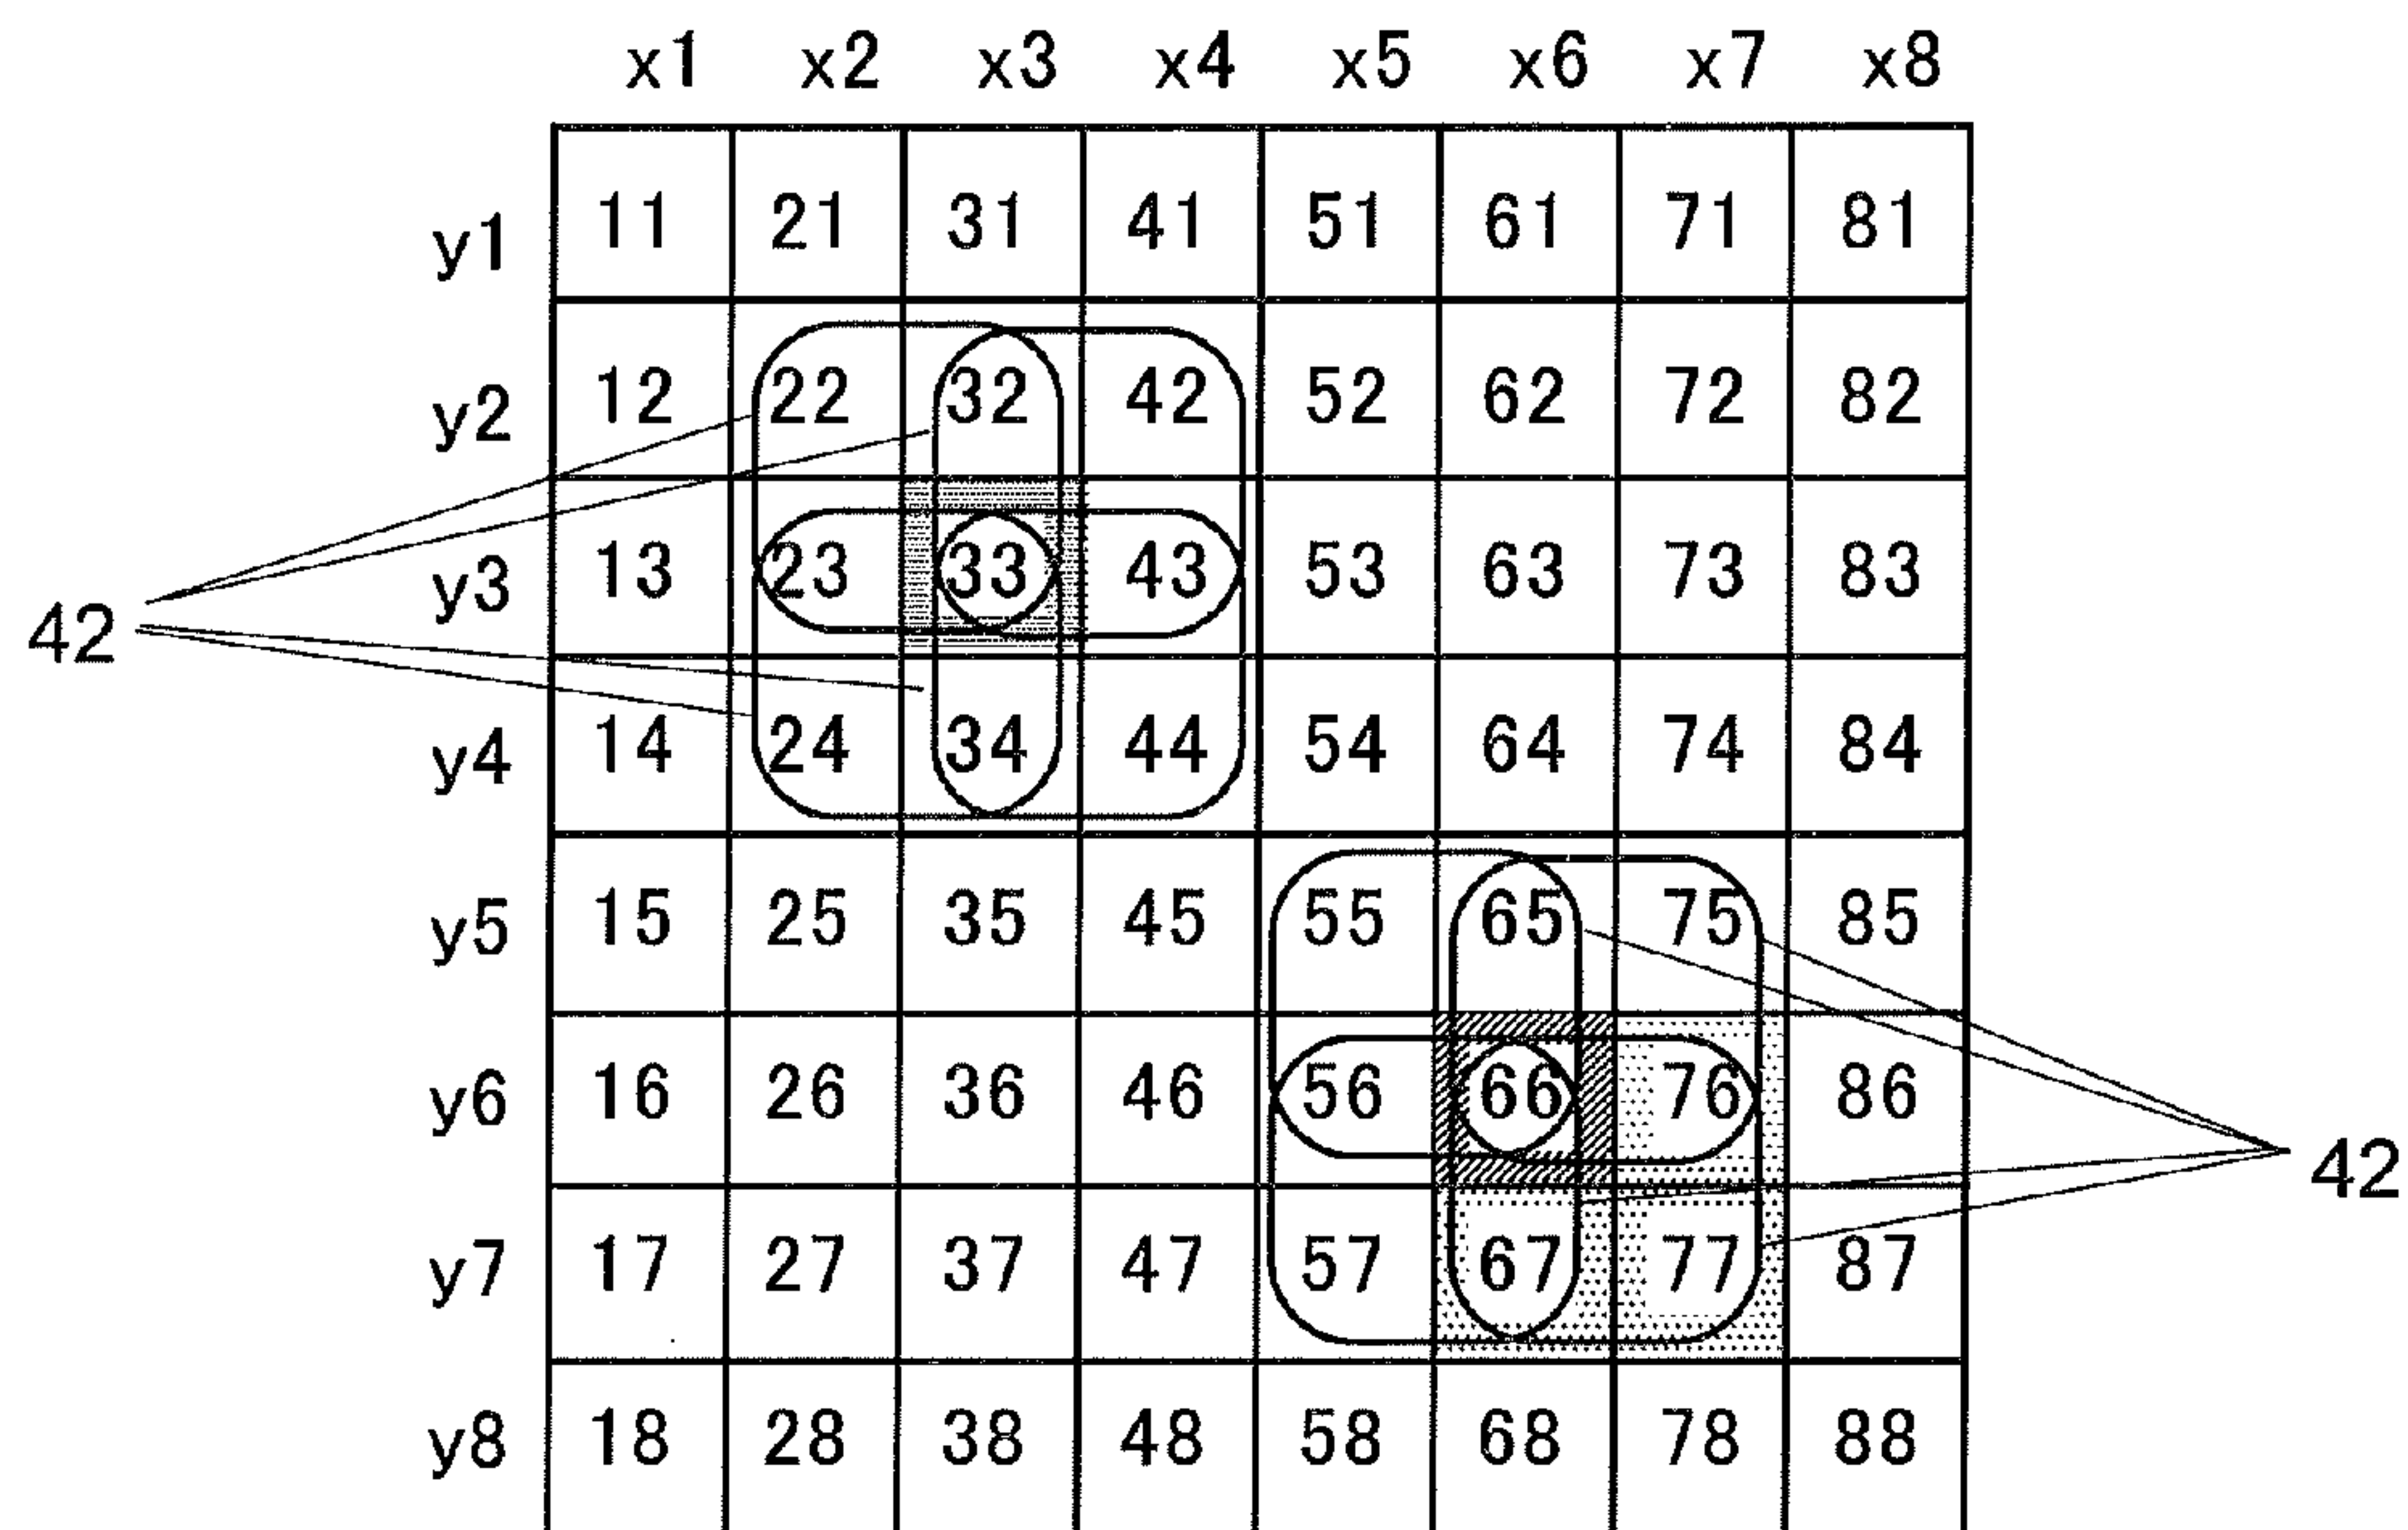 x1 x2 x3 x4 x5 x6 x7 x8
y1 11 21 31 41 51 61 71 81
y2 12 22 32 42 52 62 72 82
y3 13 23 33 43 53 63 73 83
42
y4 14 24 34 44 54 64 74 84
y5 15 25 35 45 55 65 75 85
y6 16 26 36 46 56 66 76 86
42
y7 17 27 37 47 57 67 77 87
y8 18 28 38 48 58 68 78 88